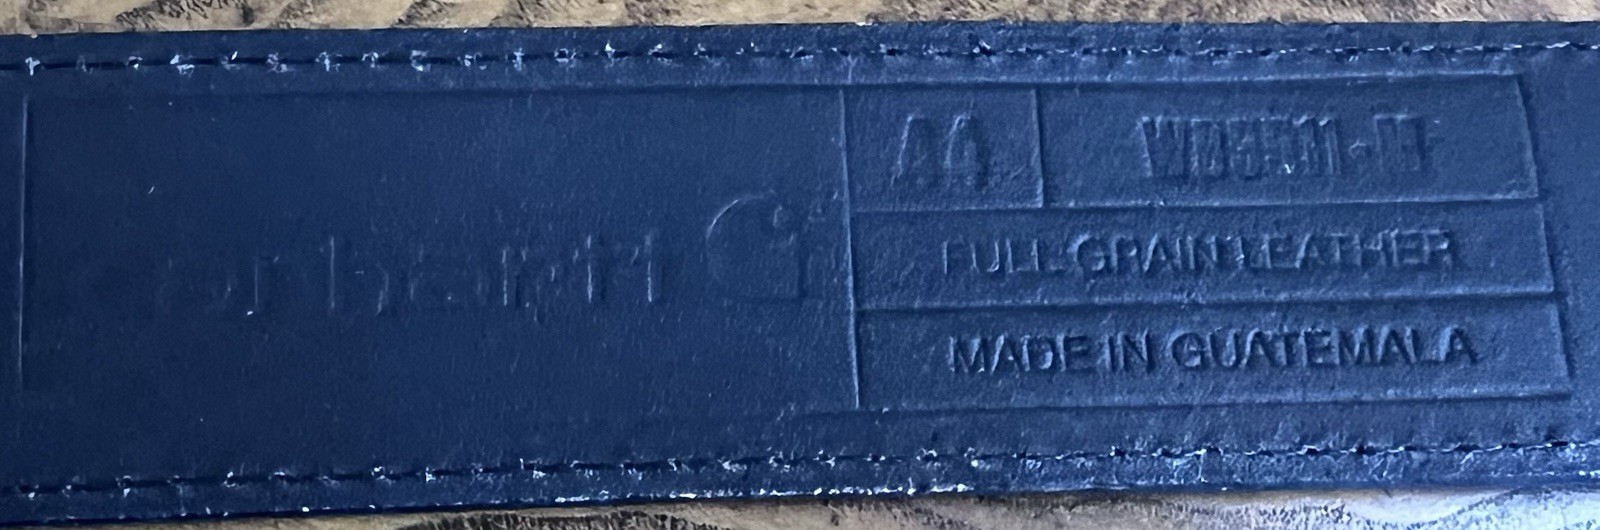 carhartt
44
FULL GRAIN LEATHER
MADE IN GUATEMALA